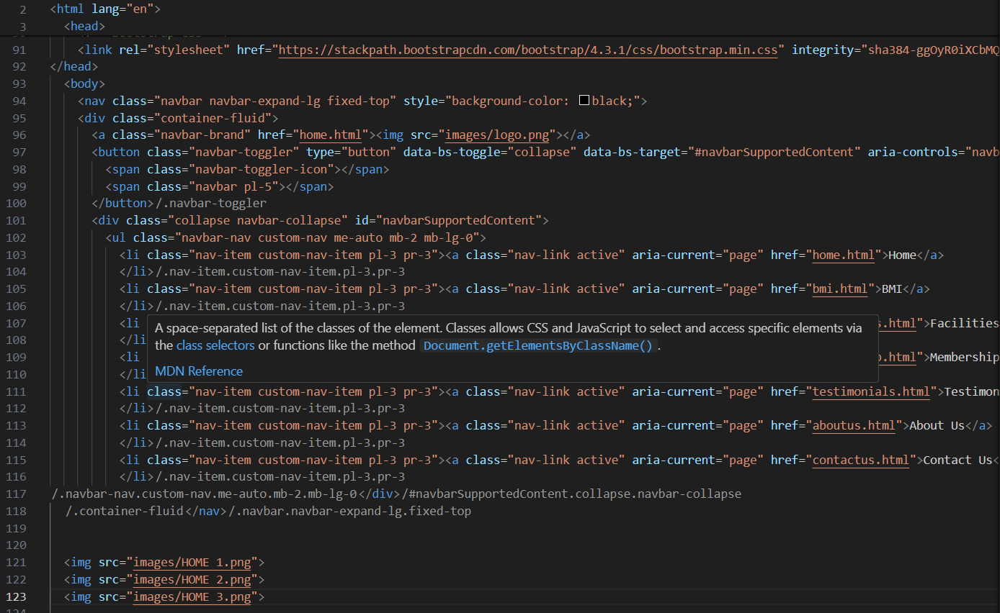 2 <html lang="en">
3 <head>
91 <link rel="stylesheet" href="https://stackpath.bootstrapcdn.com/bootstrap/4.3.1/css/bootstrap.min.css" integrity="sha384-ggOyR0iXCbMQ
92 </head>
93 <body>
94 <nav class="navbar navbar-expand-lg fixed-top" style="background-color: black;">
95 <div class="container-fluid">
96 <a class="navbar-brand" href="home.html"><img src="images/logo.png"></a>
97 <button class="navbar-toggler" type="button" data-bs-toggle="collapse" data-bs-target="#navbarSupportedContent" aria-controls="navb
98 <span class="navbar-toggler-icon"></span>
99 <span class="navbar pl-5"></span>
100 </button>/.navbar-toggler
101 <div class="collapse navbar-collapse" id="navbarSupportedContent">
102 <ul class="navbar-nav custom-nav me-auto mb-2 mb-lg-0">
103 <li class="nav-item custom-nav-item pl-3 pr-3"><a class="nav-link active" aria-current="page" href="home.html">Home</a>
104 </li>/.nav-item.custom-nav-item.pl-3.pr-3
105 <li class="nav-item custom-nav-item pl-3 pr-3"><a class="nav-link active" aria-current="page" href="bmi.html">BMI</a>
106 </li>/.nav-item.custom-nav-item.pl-3.pr-3
107 <li s.html">Facilities
108 </li
109 <li .html">Membership
110 </li
A space-separated list of the classes of the element. Classes allows CSS and JavaScript to select and access specific elements via
the class selectors or functions like the method Document.getElementsByClassName() .
MDN Reference
111 <li class="nav-item custom-nav-item pl-3 pr-3"><a class="nav-link active" aria-current="page" href="testimonials.html">Testimon
112 </li>/.nav-item.custom-nav-item.pl-3.pr-3
113 <li class="nav-item custom-nav-item pl-3 pr-3"><a class="nav-link active" aria-current="page" href="aboutus.html">About Us</a>
114 </li>/.nav-item.custom-nav-item.pl-3.pr-3
115 <li class="nav-item custom-nav-item pl-3 pr-3"><a class="nav-link active" aria-current="page" href="contactus.html">Contact Us<
116 </li>/.nav-item.custom-nav-item.pl-3.pr-3
117 /.navbar-nav.custom-nav.me-auto.mb-2.mb-lg-0</div>/#navbarSupportedContent.collapse.navbar-collapse
118 /.container-fluid</nav>/.navbar.navbar-expand-lg.fixed-top
119
120
121 <img src="images/HOME 1.png">
122 <img src="images/HOME 2.png">
123 <img src="images/HOME 3.png">